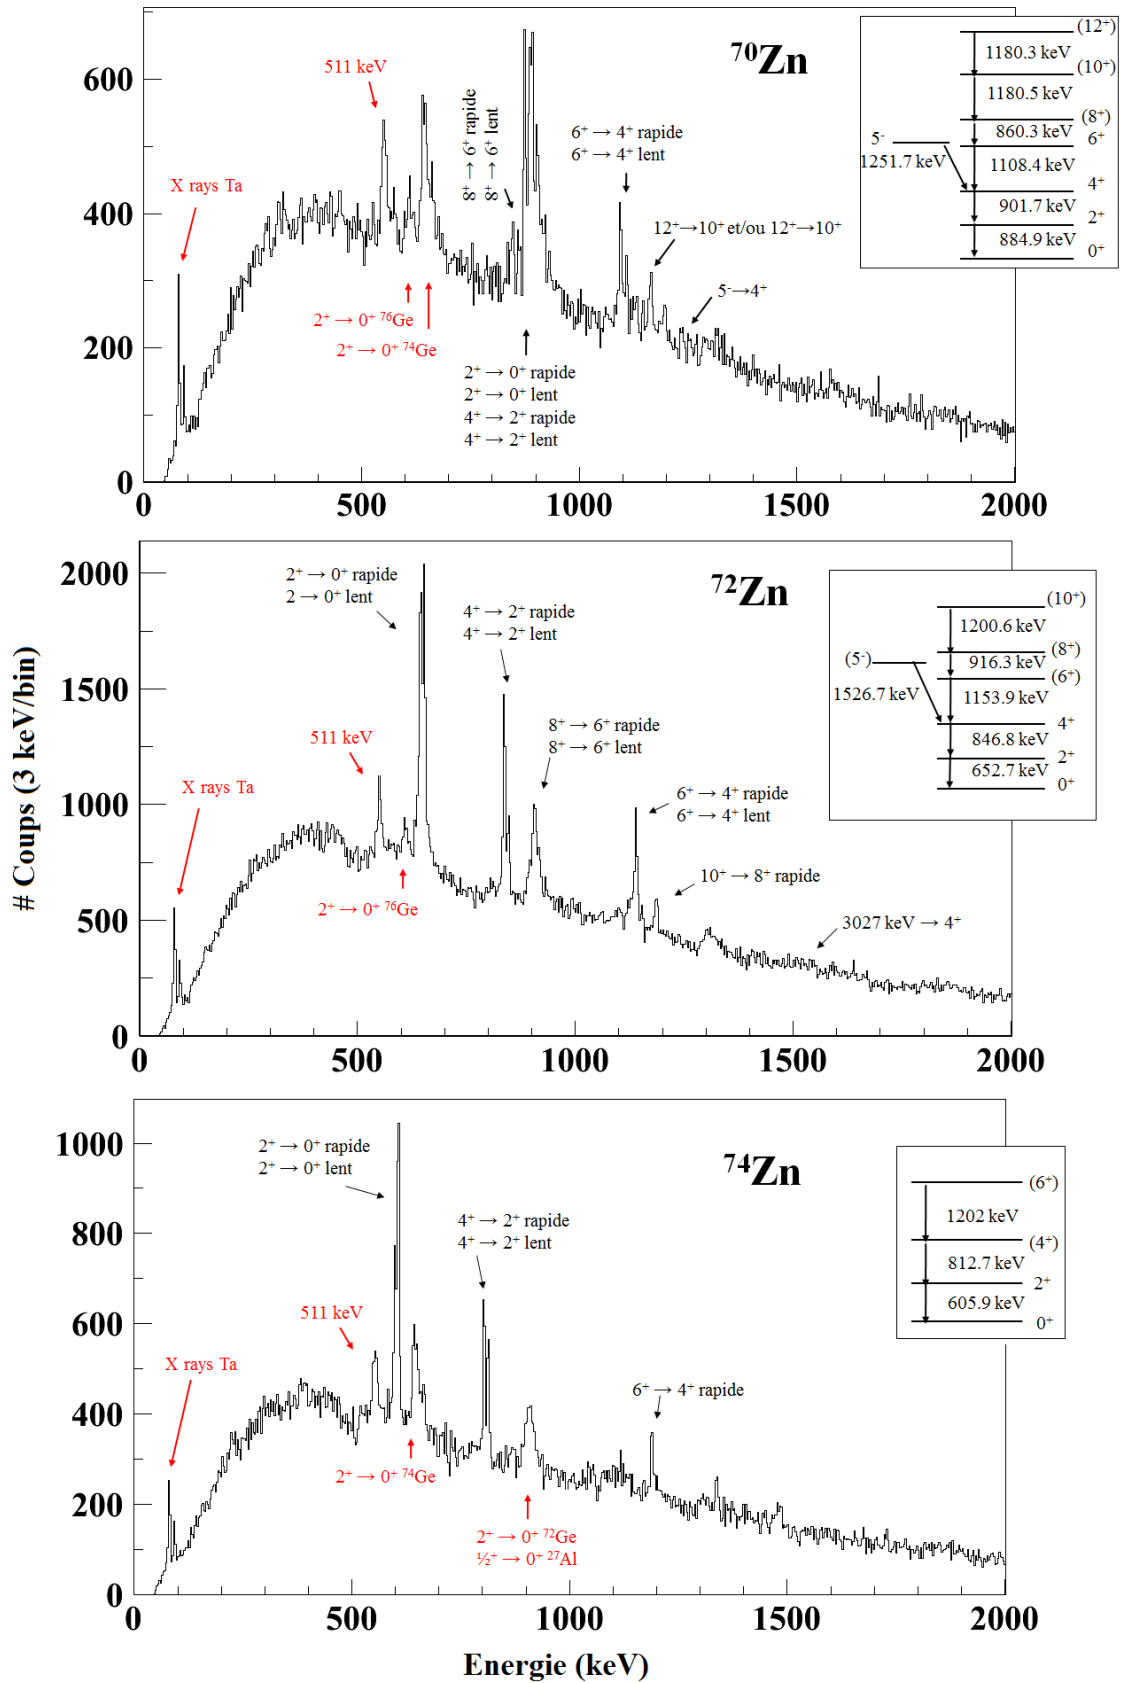 ⁷⁰Zn
600
400
200
0
0
500
1000
1500
2000
511 keV
X rays Ta
2⁺ → 0⁺ ⁷⁶Ge
2⁺ → 0⁺ ⁷⁴Ge
8⁺ → 6⁺ rapide
8⁺ → 6⁺ lent
2⁺ → 0⁺ rapide
2⁺ → 0⁺ lent
4⁺ → 2⁺ rapide
4⁺ → 2⁺ lent
6⁺ → 4⁺ rapide
6⁺ → 4⁺ lent
12⁺→10⁺ et/ou 12⁺→10⁺
5⁻→4⁺
(12⁺)
1180.3 keV
(10⁺)
1180.5 keV
(8⁺)
860.3 keV
6⁺
5⁻
1251.7 keV
1108.4 keV
4⁺
901.7 keV
2⁺
884.9 keV
0⁺
# Coups (3 keV/bin)
⁷²Zn
2000
1500
1000
500
0
0
500
1000
1500
2000
2⁺ → 0⁺ rapide
2 → 0⁺ lent
4⁺ → 2⁺ rapide
4⁺ → 2⁺ lent
511 keV
X rays Ta
8⁺ → 6⁺ rapide
8⁺ → 6⁺ lent
6⁺ → 4⁺ rapide
6⁺ → 4⁺ lent
10⁺ → 8⁺ rapide
2⁺ → 0⁺ ⁷⁶Ge
3027 keV → 4⁺
(10⁺)
1200.6 keV
(8⁺)
(5⁻)
916.3 keV
(6⁺)
1526.7 keV
1153.9 keV
4⁺
846.8 keV
2⁺
652.7 keV
0⁺
⁷⁴Zn
1000
800
600
400
200
0
0
500
1000
1500
2000
2⁺ → 0⁺ rapide
2⁺ → 0⁺ lent
4⁺ → 2⁺ rapide
4⁺ → 2⁺ lent
511 keV
X rays Ta
6⁺ → 4⁺ rapide
2⁺ → 0⁺ ⁷⁴Ge
2⁺ → 0⁺ ⁷²Ge
½⁺ → 0⁺ ²⁷Al
(6⁺)
1202 keV
(4⁺)
812.7 keV
2⁺
605.9 keV
0⁺
Energie (keV)